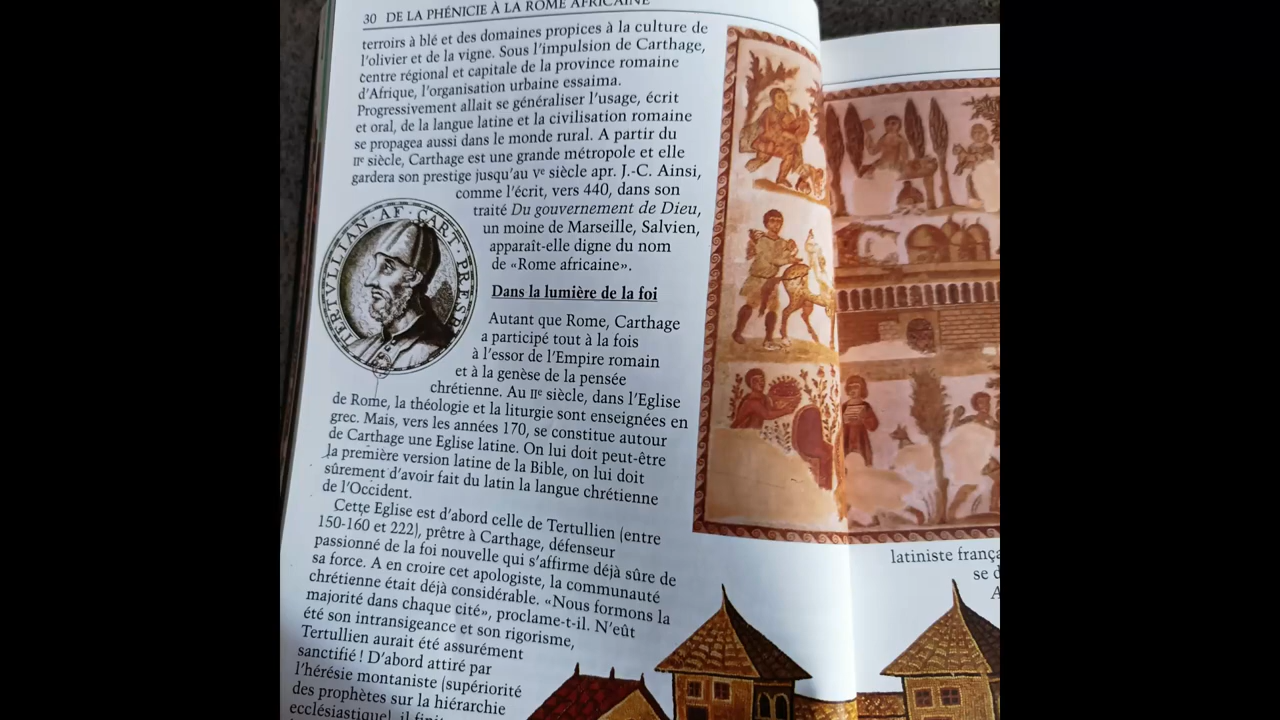 30 DE LA PHÉNICIE À LA ROME AFRICAINE
terroirs à blé et des domaines propices à la culture de
l'olivier et de la vigne. Sous l'impulsion de Carthage,
centre régional et capitale de la province romaine
d'Afrique, l'organisation urbaine essaima.
Progressivement allait se généraliser l'usage, écrit
et oral, de la langue latine et la civilisation romaine
se propagea aussi dans le monde rural. A partir du
IIe siècle, Carthage est une grande métropole et elle
gardera son prestige jusqu'au Ve siècle apr. J.-C. Ainsi,
comme l'écrit, vers 440, dans son
traité Du gouvernement de Dieu,
un moine de Marseille, Salvien,
apparaît-elle digne du nom
de «Rome africaine».
TERTVLLIAN·AF·CART·PRESB
Dans la lumière de la foi
Autant que Rome, Carthage
a participé tout à la fois
à l'essor de l'Empire romain
et à la genèse de la pensée
chrétienne. Au IIe siècle, dans l'Eglise
de Rome, la théologie et la liturgie sont enseignées en
grec. Mais, vers les années 170, se constitue autour
de Carthage une Eglise latine. On lui doit peut-être
la première version latine de la Bible, on lui doit
sûrement d'avoir fait du latin la langue chrétienne
de l'Occident.
Cette Eglise est d'abord celle de Tertullien (entre
150-160 et 222), prêtre à Carthage, défenseur
passionné de la foi nouvelle qui s'affirme déjà sûre de
sa force. A en croire cet apologiste, la communauté
chrétienne était déjà considérable. «Nous formons la
majorité dans chaque cité», proclame-t-il. N'eût
été son intransigeance et son rigorisme,
Tertullien aurait été assurément
sanctifié ! D'abord attiré par
l'hérésie montaniste (supériorité
des prophètes sur la hiérarchie
ecclésiastique), il
latiniste frança
se d
A